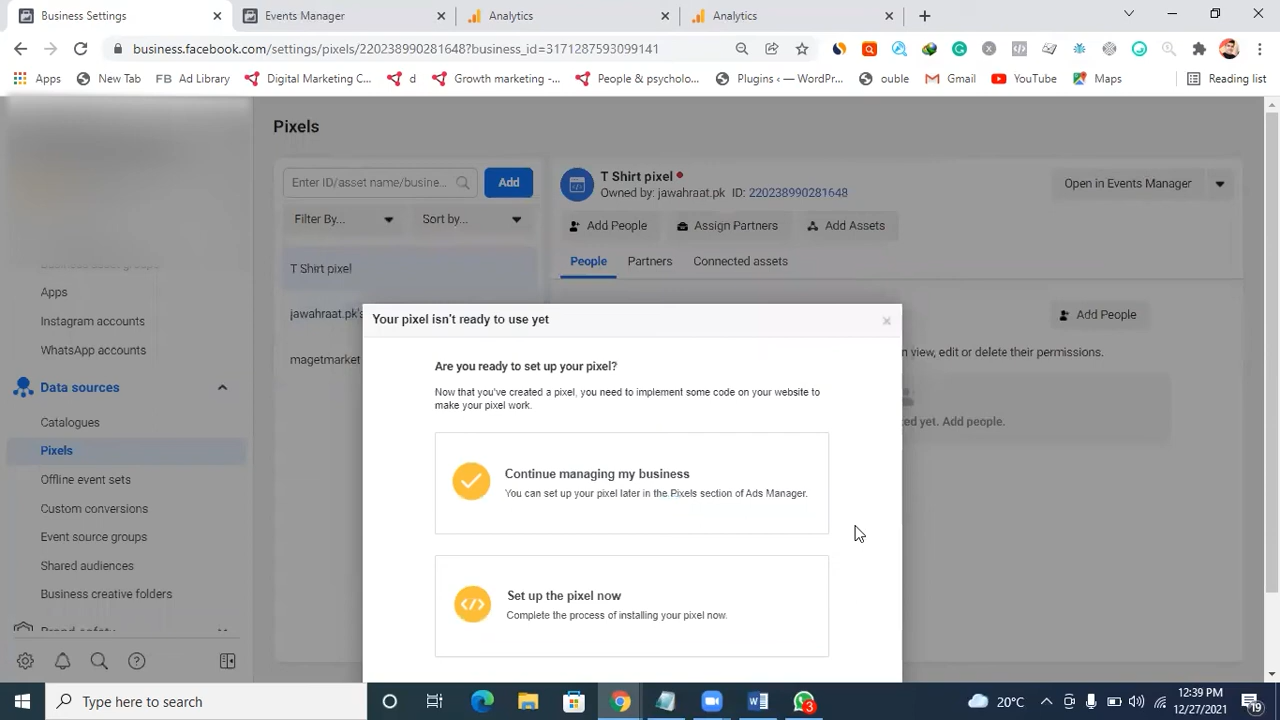 Business Settings
Events Manager
Analytics
Analytics
business.facebook.com/settings/pixels/220238990281648?business_id=3171287593099141
Apps
New Tab
FB Ad Library
Digital Marketing C...
d
Growth marketing -...
People & psycholo...
Plugins ‹ — WordPr...
ouble
Gmail
YouTube
Maps
Reading list
Pixels
Enter ID/asset name/busine...
Add
Filter By...
Sort by...
T Shirt pixel
jawahraat.pk's
magetmarket
T Shirt pixel
Owned by: jawahraat.pk ID: 220238990281648
Open in Events Manager
Add People
Assign Partners
Add Assets
People
Partners
Connected assets
Add People
n view, edit or delete their permissions.
ed yet. Add people.
Apps
Instagram accounts
WhatsApp accounts
Data sources
Catalogues
Pixels
Offline event sets
Custom conversions
Event source groups
Shared audiences
Business creative folders
Your pixel isn't ready to use yet
Are you ready to set up your pixel?
Now that you've created a pixel, you need to implement some code on your website to
make your pixel work.
Continue managing my business
You can set up your pixel later in the Pixels section of Ads Manager.
Set up the pixel now
Complete the process of installing your pixel now.
Type here to search
3
20°C
12:39 PM
12/27/2021
19